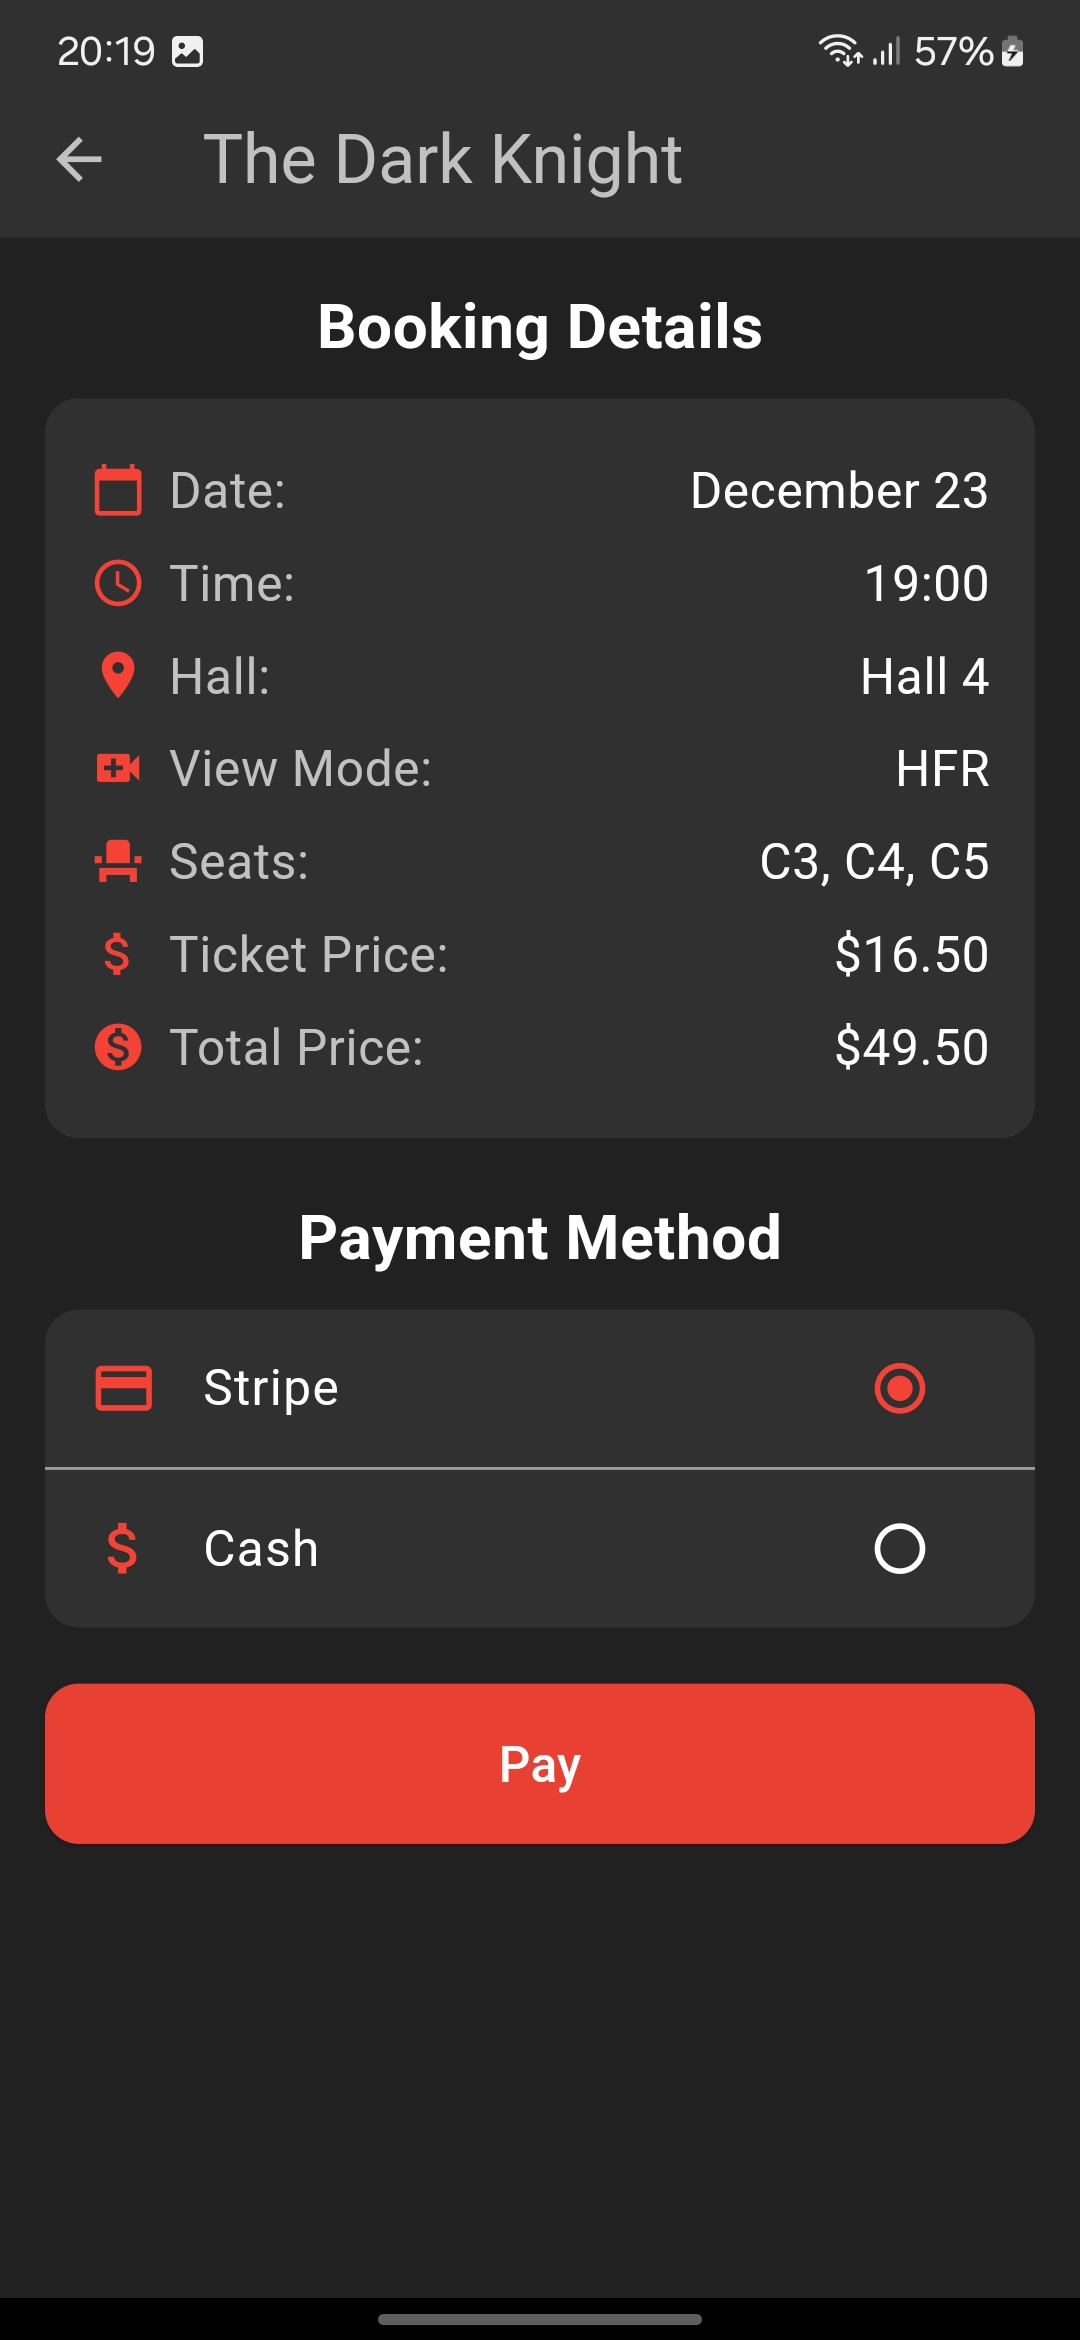 20:19 57%
The Dark Knight
Booking Details
Date: December 23
Time: 19:00
Hall: Hall 4
View Mode: HFR
Seats: C3, C4, C5
Ticket Price: $16.50
Total Price: $49.50
Payment Method
Stripe
Cash
Pay